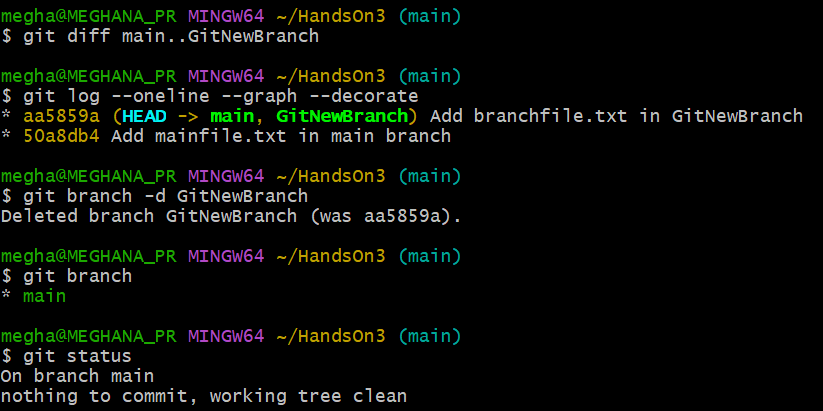 megha@MEGHANA_PR MINGW64 ~/HandsOn3 (main)
$ git diff main..GitNewBranch
megha@MEGHANA_PR MINGW64 ~/HandsOn3 (main)
$ git log --oneline --graph --decorate
* aa5859a (HEAD -> main, GitNewBranch) Add branchfile.txt in GitNewBranch
* 50a8db4 Add mainfile.txt in main branch
megha@MEGHANA_PR MINGW64 ~/HandsOn3 (main)
$ git branch -d GitNewBranch
Deleted branch GitNewBranch (was aa5859a).
megha@MEGHANA_PR MINGW64 ~/HandsOn3 (main)
$ git branch
* main
megha@MEGHANA_PR MINGW64 ~/HandsOn3 (main)
$ git status
On branch main
nothing to commit, working tree clean